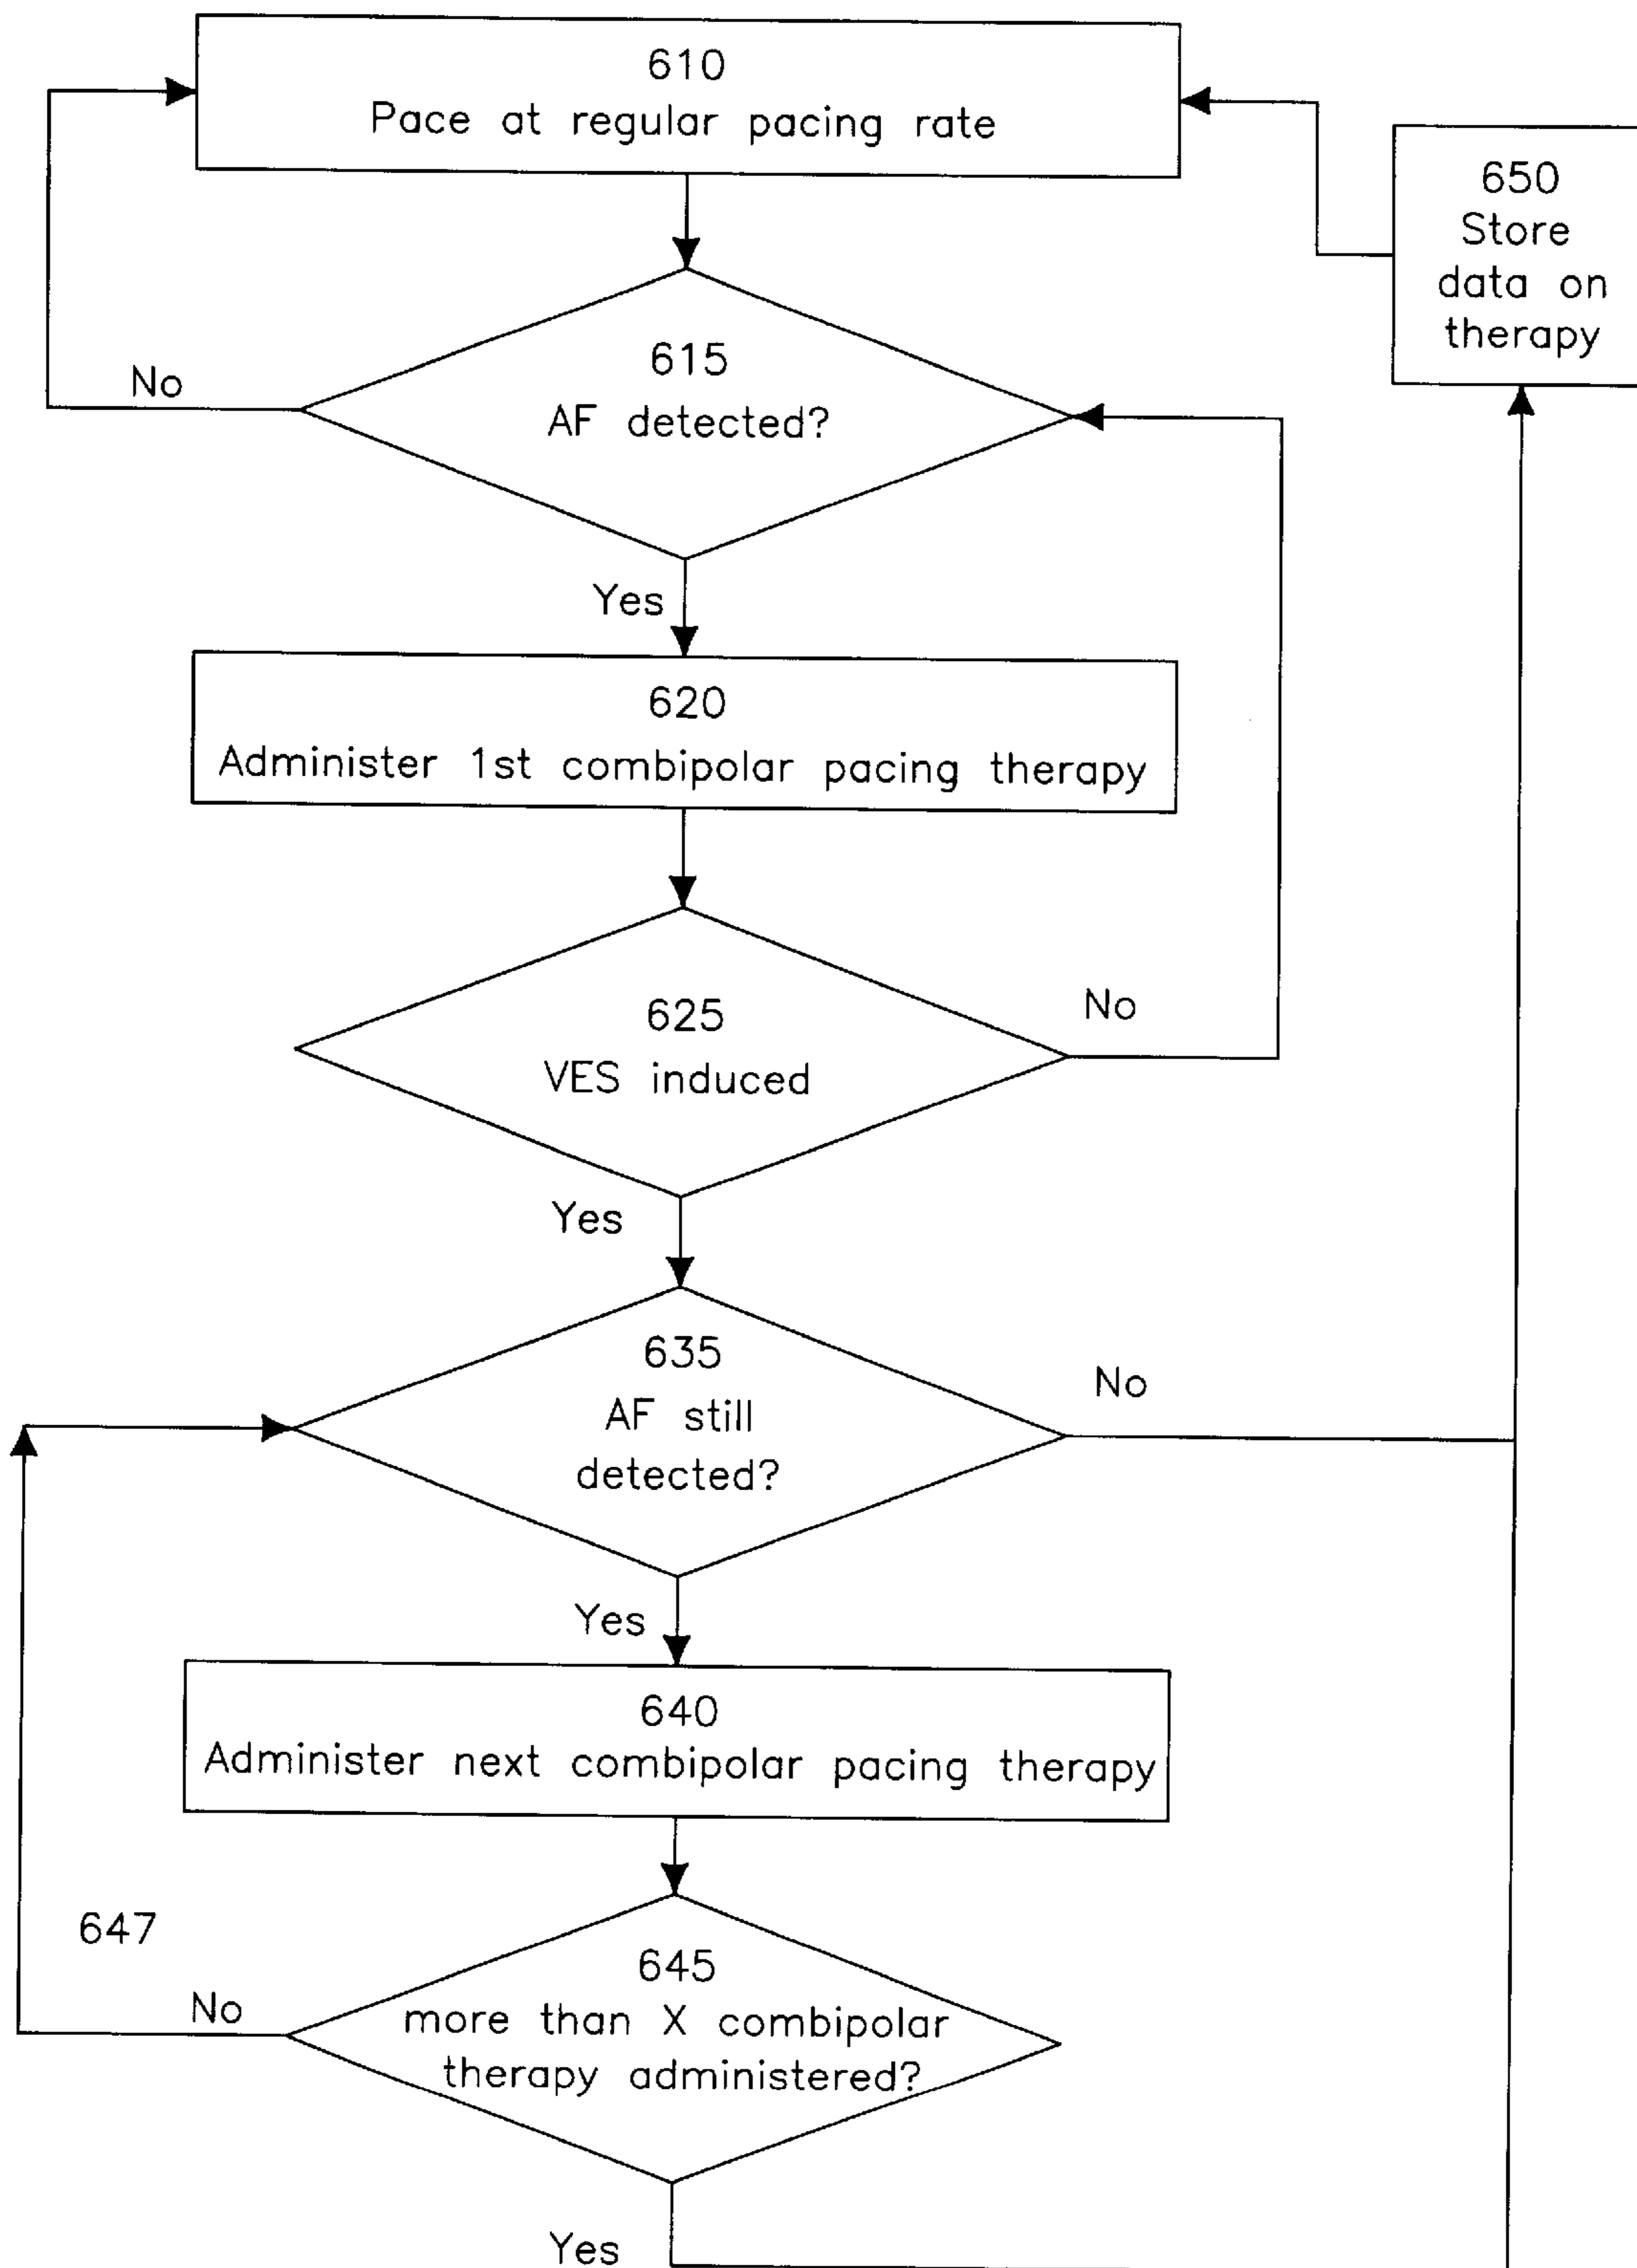 610
Pace at regular pacing rate
650
Store
data on
therapy
615
AF detected?
No
Yes
620
Administer 1st combipolar pacing therapy
625
VES induced
No
Yes
635
AF still
detected?
No
Yes
640
Administer next combipolar pacing therapy
647
645
more than X combipolar
therapy administered?
No
Yes